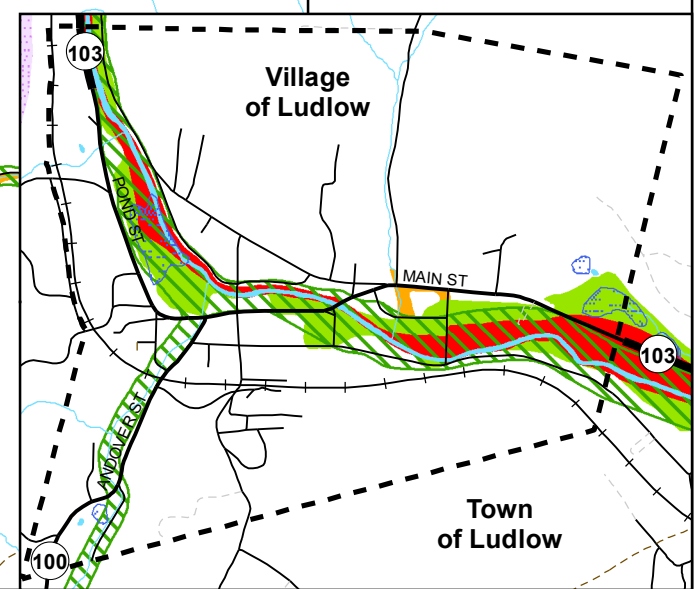 103
Village
of Ludlow
POND ST
MAIN ST
103
ANDOVER ST
Town
of Ludlow
100